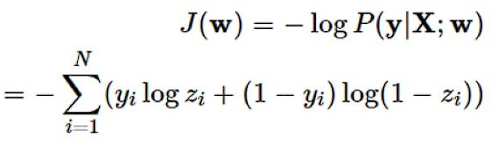 J(𝐰) = − log P(𝐲|𝐗; 𝐰)
= − ∑_{i=1}^{N} (y_i log z_i + (1 − y_i) log(1 − z_i))